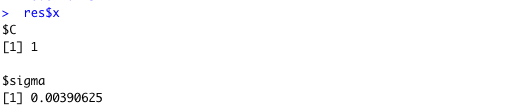 > res$x
$C
[1] 1
$sigma
[1] 0.00390625